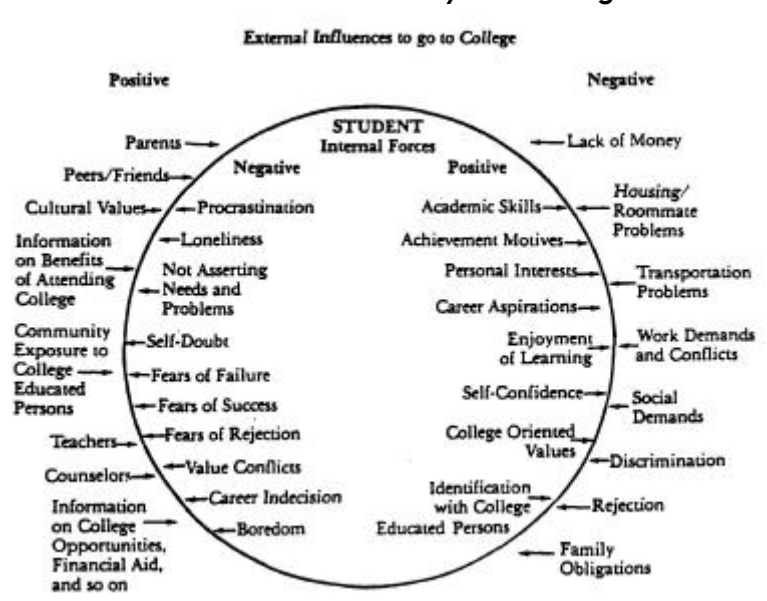 External Influences to go to College
Positive
Parents
Peers/Friends
Cultural Values
Information
on Benefits
of Attending
College
Community
Exposure to
College
Educated
Persons
Teachers
Counselors
Information
on College
Opportunities,
Financial Aid,
and so on
STUDENT
Internal Forces
Negative
Procrastination
Loneliness
Not Asserting
Needs and
Problems
Self-Doubt
Fears of Failure
Fears of Success
Fears of Rejection
Value Conflicts
Career Indecision
Boredom
Positive
Academic Skills
Achievement Motives
Personal Interests
Career Aspirations
Enjoyment
of Learning
Self-Confidence
College Oriented
Values
Identification
with College
Educated Persons
Negative
Lack of Money
Housing/
Roommate
Problems
Transportation
Problems
Work Demands
and Conflicts
Social
Demands
Discrimination
Rejection
Family
Obligations